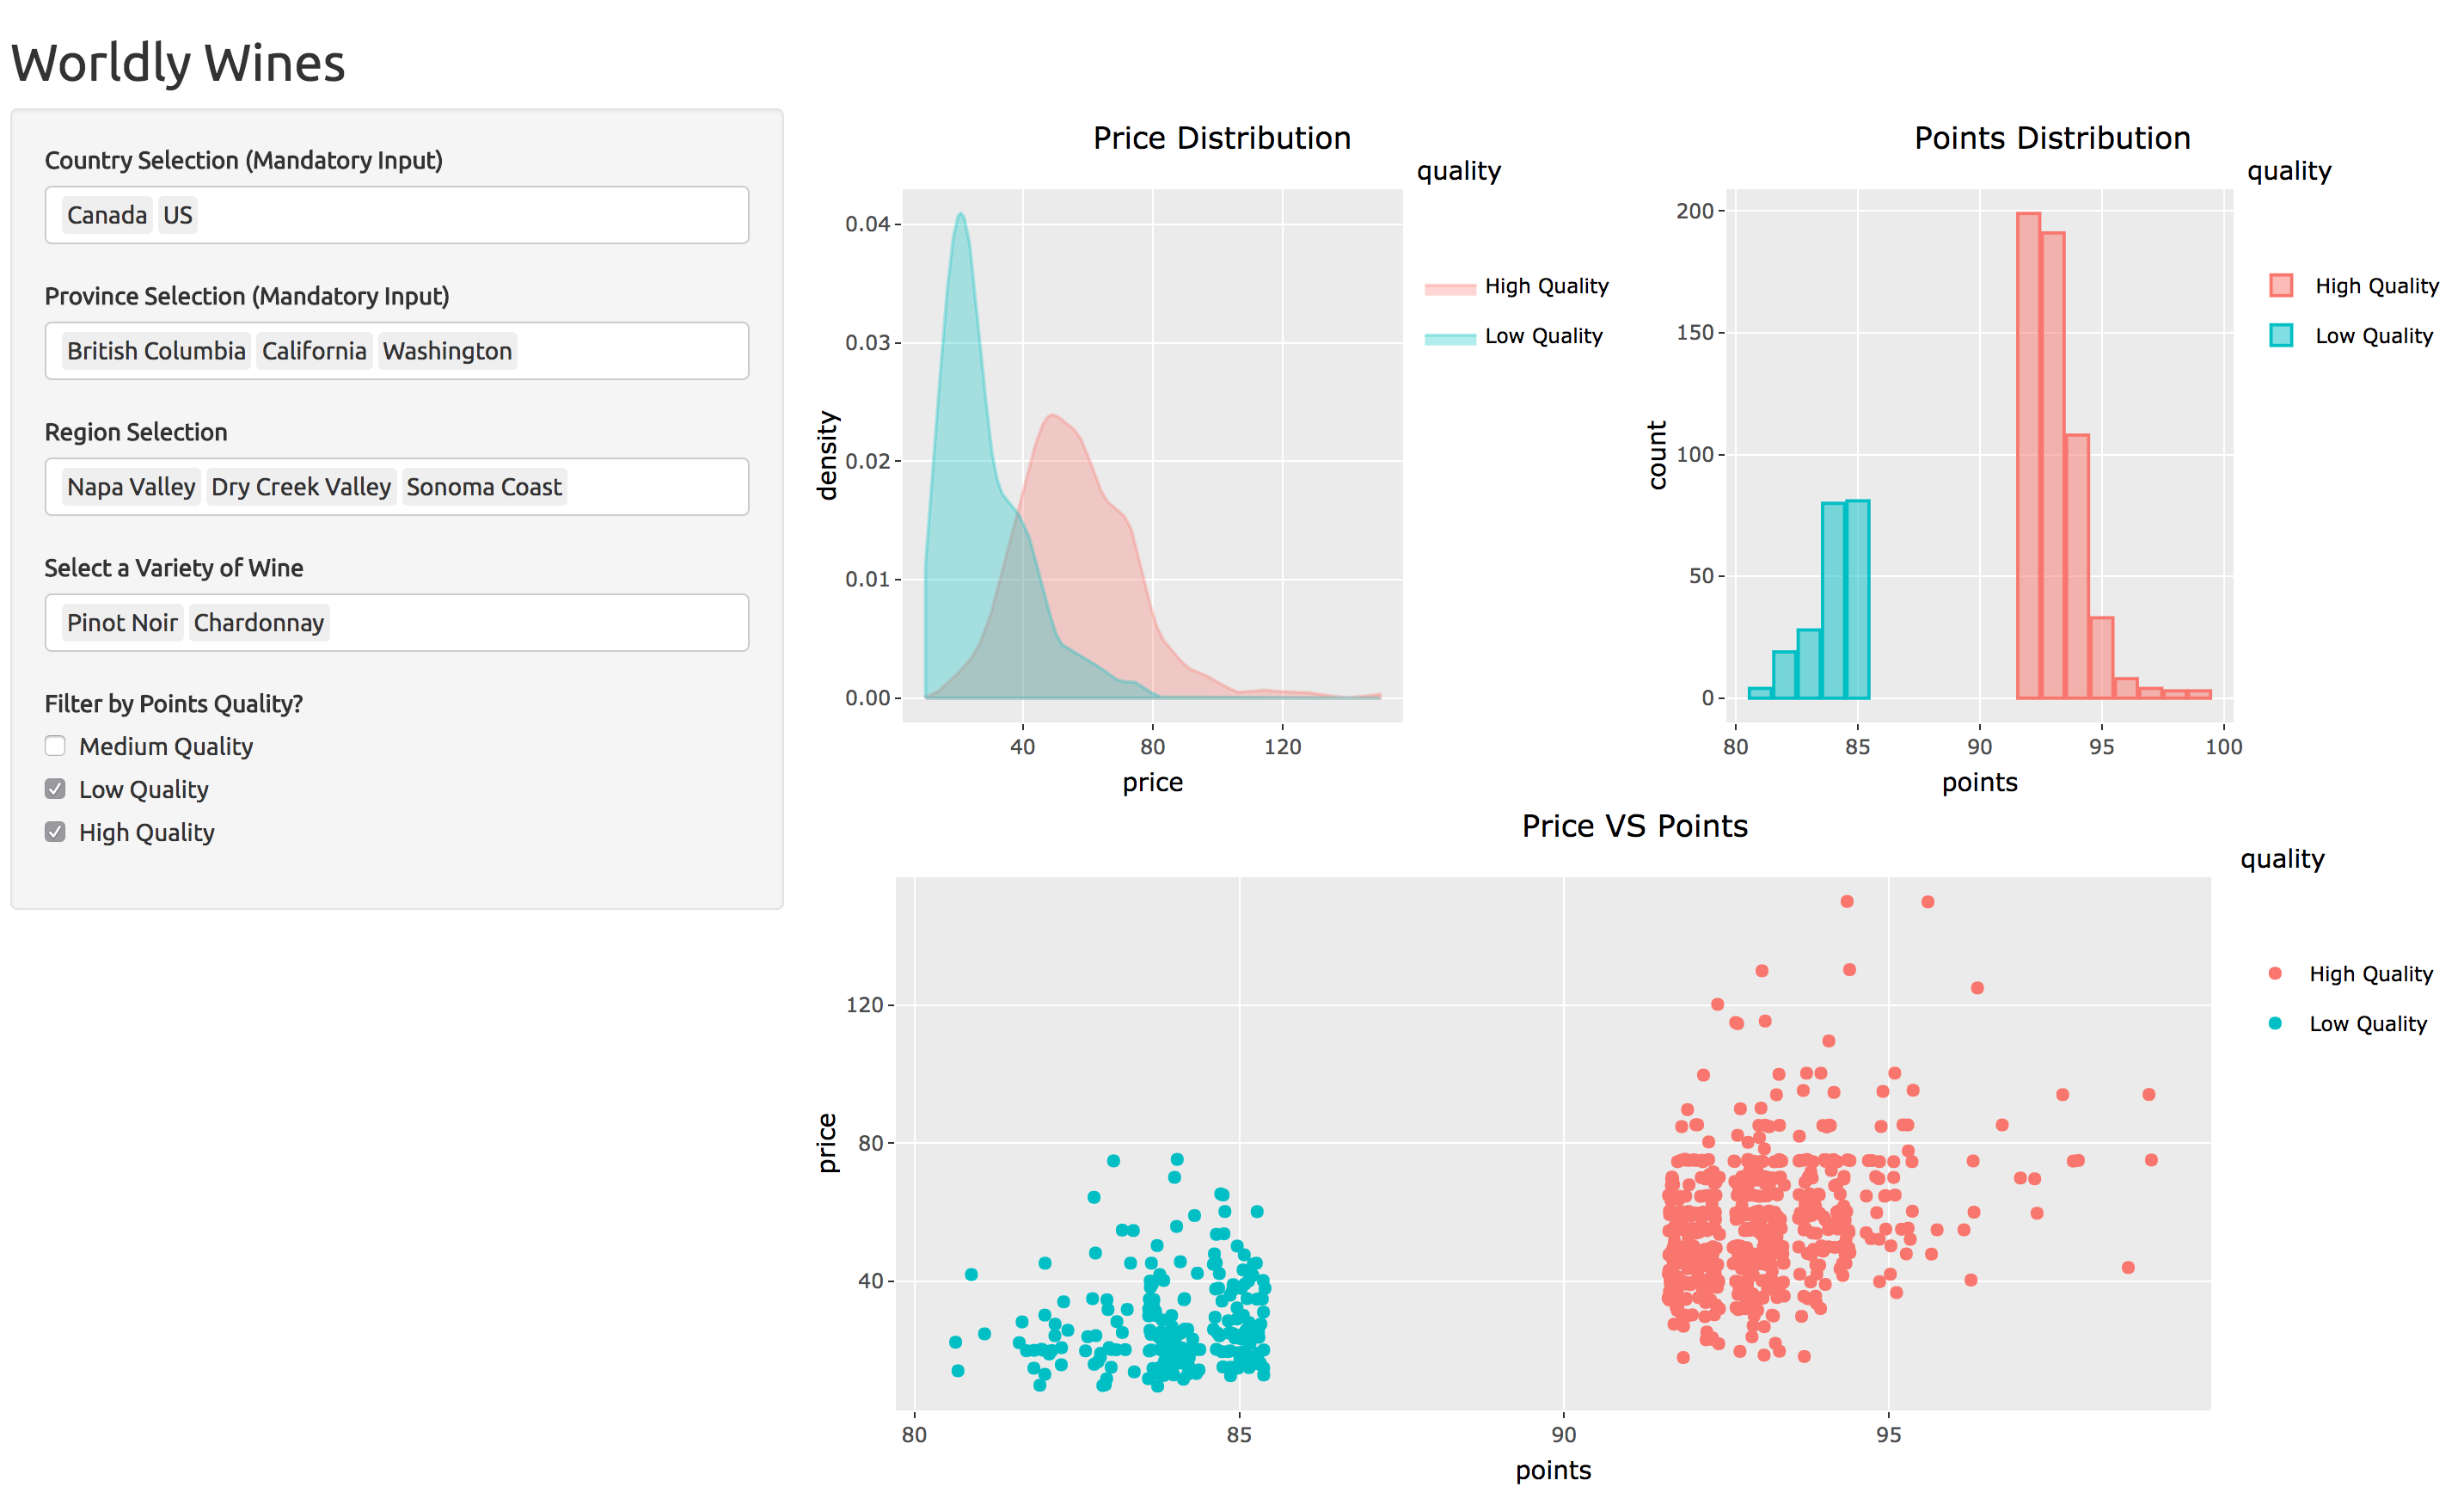 Worldly Wines
Country Selection (Mandatory Input)
Canada US
Province Selection (Mandatory Input)
British Columbia California Washington
Region Selection
Napa Valley Dry Creek Valley Sonoma Coast
Select a Variety of Wine
Pinot Noir Chardonnay
Filter by Points Quality?
Medium Quality
Low Quality
High Quality
Price Distribution
quality
High Quality
Low Quality
density
0.04
0.03
0.02
0.01
0.00
40 80 120
price
Points Distribution
quality
High Quality
Low Quality
count
200
150
100
50
0
80 85 90 95 100
points
Price VS Points
quality
High Quality
Low Quality
price
120
80
40
80 85 90 95
points